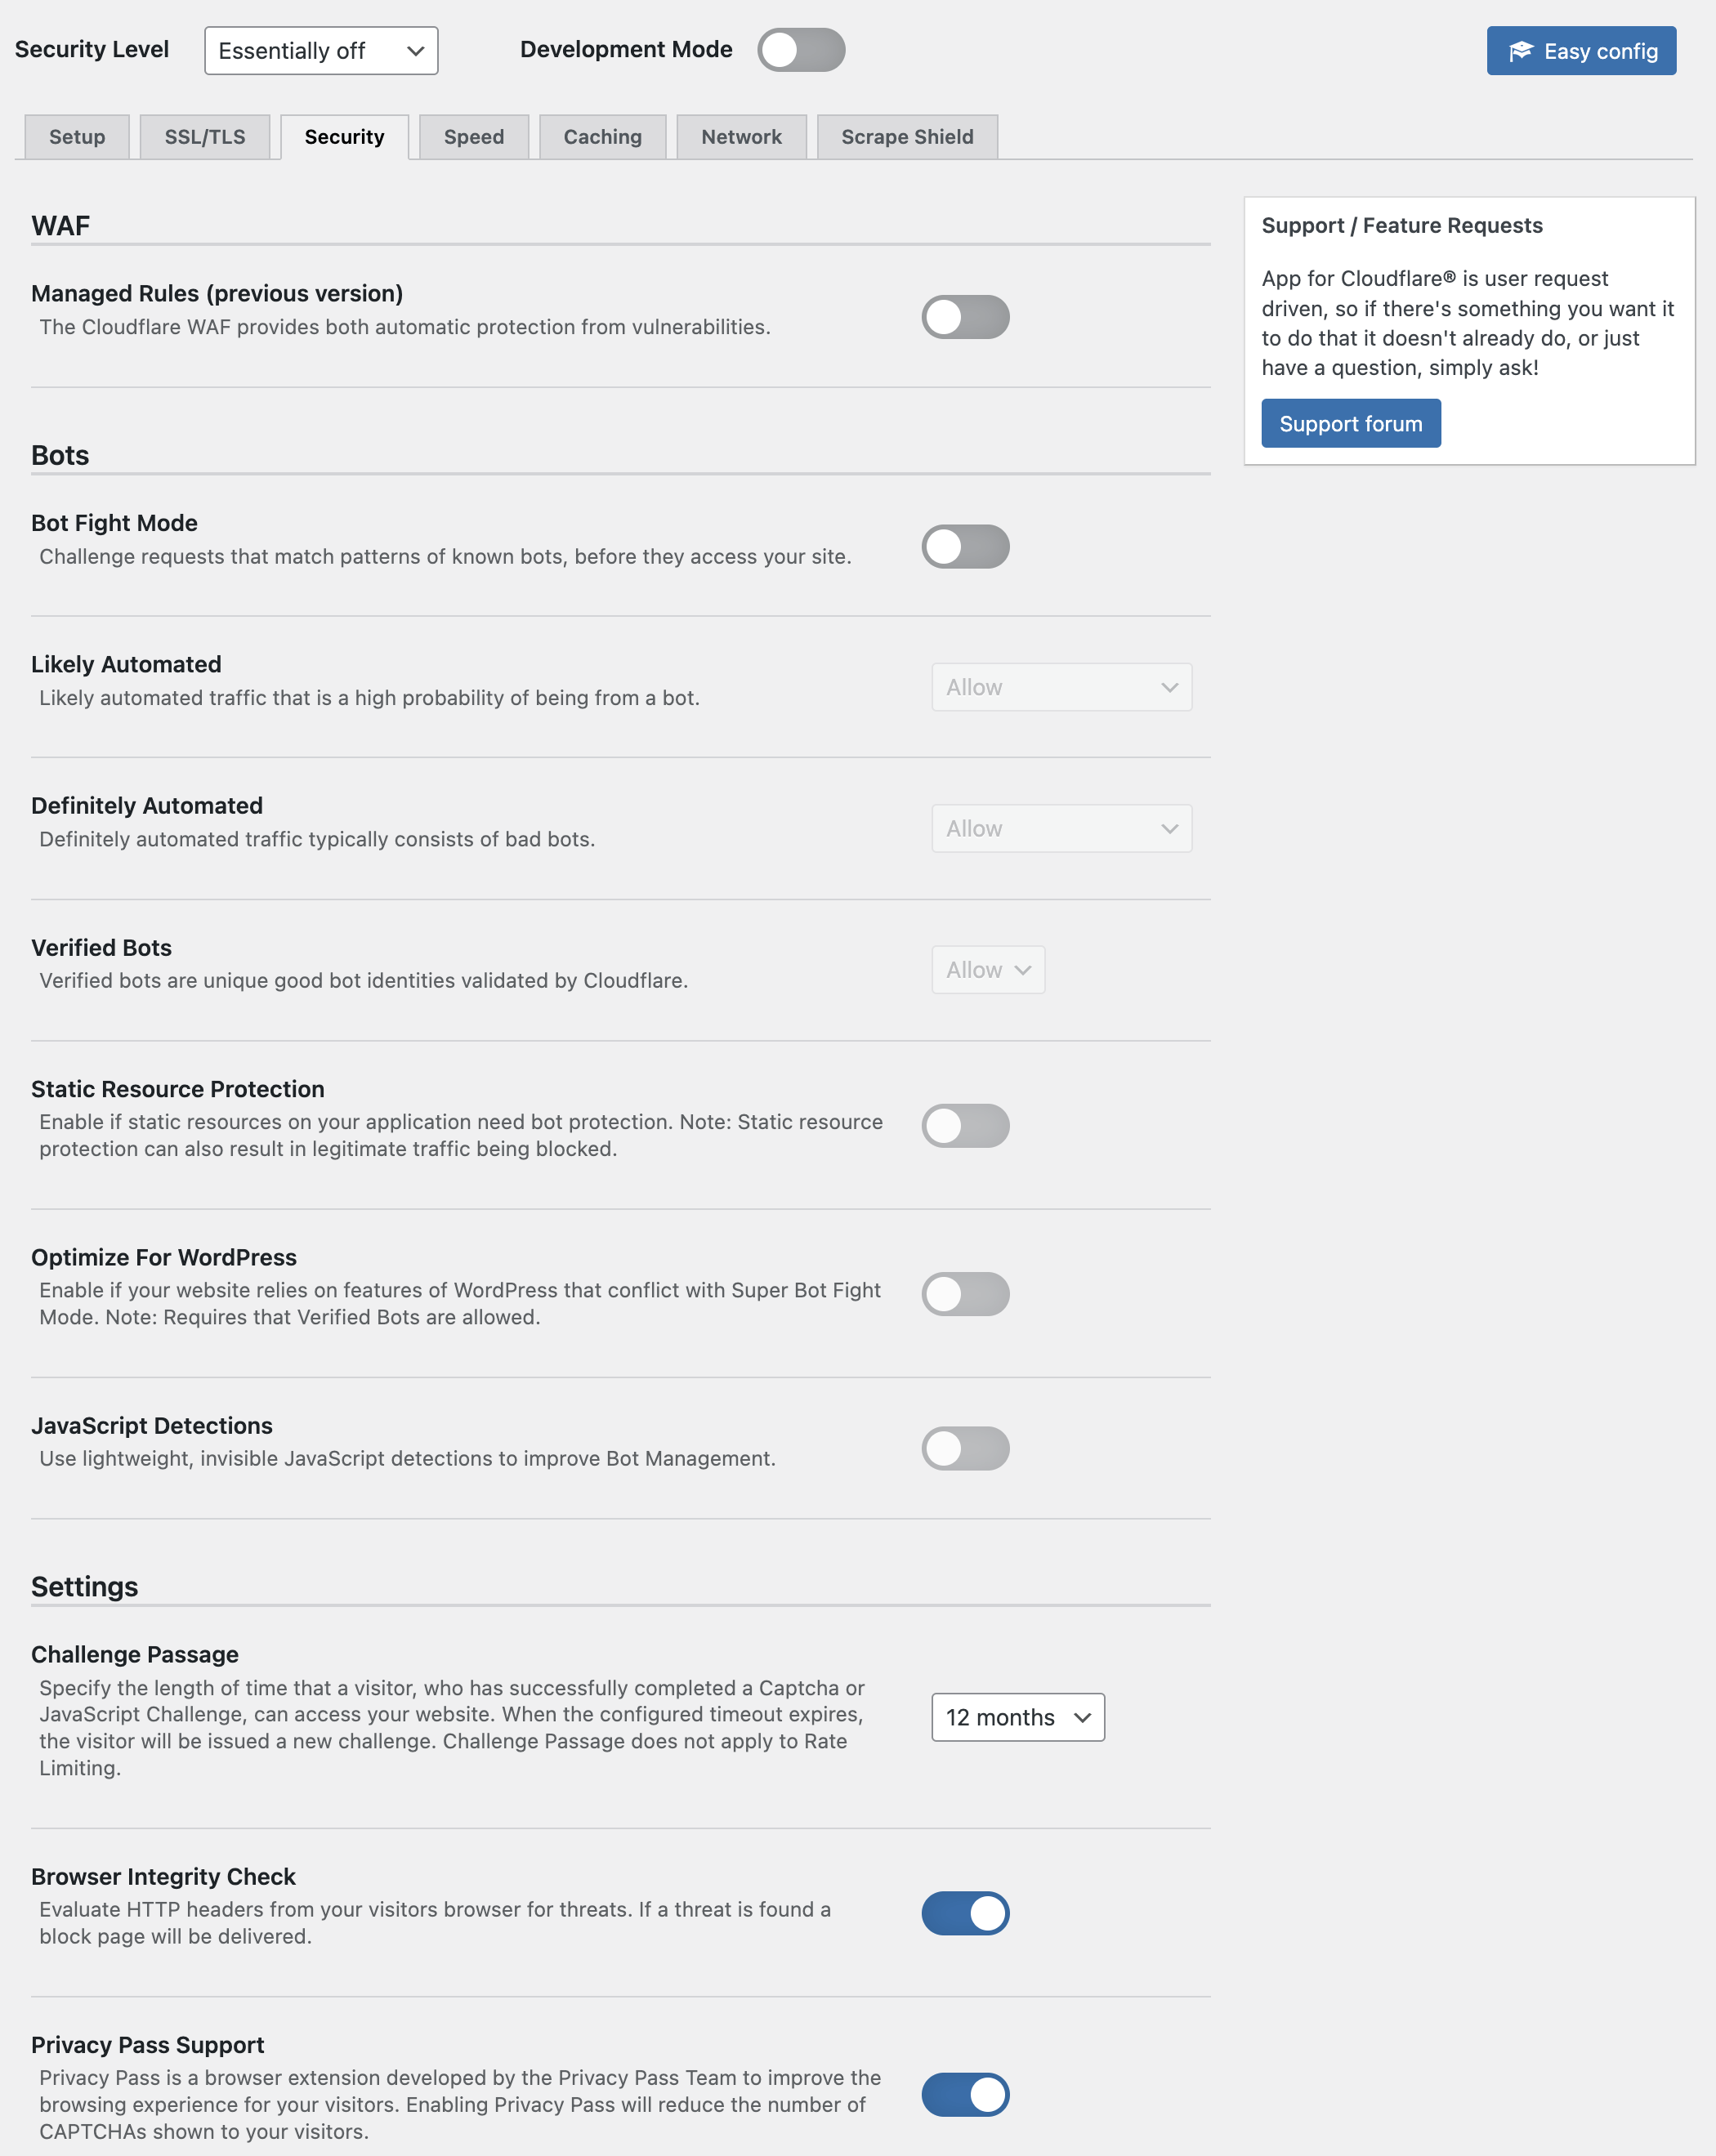 Security Level
Essentially off
Development Mode
Easy config
Setup
SSL/TLS
Security
Speed
Caching
Network
Scrape Shield
WAF
Managed Rules (previous version)
The Cloudflare WAF provides both automatic protection from vulnerabilities.
Support / Feature Requests
App for Cloudflare® is user request
driven, so if there's something you want it
to do that it doesn't already do, or just
have a question, simply ask!
Support forum
Bots
Bot Fight Mode
Challenge requests that match patterns of known bots, before they access your site.
Likely Automated
Likely automated traffic that is a high probability of being from a bot.
Allow
Definitely Automated
Definitely automated traffic typically consists of bad bots.
Allow
Verified Bots
Verified bots are unique good bot identities validated by Cloudflare.
Allow
Static Resource Protection
Enable if static resources on your application need bot protection. Note: Static resource
protection can also result in legitimate traffic being blocked.
Optimize For WordPress
Enable if your website relies on features of WordPress that conflict with Super Bot Fight
Mode. Note: Requires that Verified Bots are allowed.
JavaScript Detections
Use lightweight, invisible JavaScript detections to improve Bot Management.
Settings
Challenge Passage
Specify the length of time that a visitor, who has successfully completed a Captcha or
JavaScript Challenge, can access your website. When the configured timeout expires,
the visitor will be issued a new challenge. Challenge Passage does not apply to Rate
Limiting.
12 months
Browser Integrity Check
Evaluate HTTP headers from your visitors browser for threats. If a threat is found a
block page will be delivered.
Privacy Pass Support
Privacy Pass is a browser extension developed by the Privacy Pass Team to improve the
browsing experience for your visitors. Enabling Privacy Pass will reduce the number of
CAPTCHAs shown to your visitors.